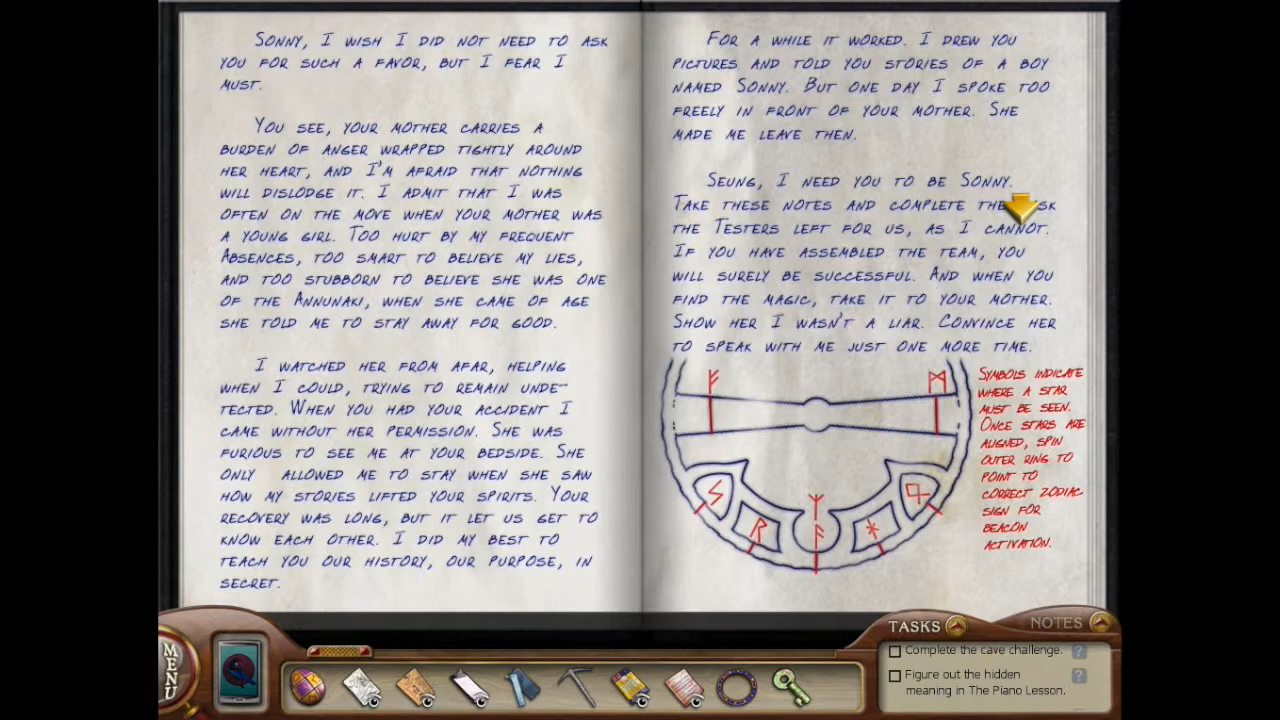 Sonny, I wish I did not need to ask
you for such a favor, but I fear I
must.
You see, your mother carries a
burden of anger wrapped tightly around
her heart, and I'm afraid that nothing
will dislodge it. I admit that I was
often on the move when your mother was
a young girl. Too hurt by my frequent
Absences, too smart to believe my lies,
and too stubborn to believe she was one
of the Annunaki, when she came of age
she told me to stay away for good.
I watched her from afar, helping
when I could, trying to remain unde-
tected. When you had your accident I
came without her permission. She was
furious to see me at your bedside. She
only allowed me to stay when she saw
how my stories lifted your spirits. Your
recovery was long, but it let us get to
know each other. I did my best to
teach you our history, our purpose, in
secret.
For a while it worked. I drew you
pictures and told you stories of a boy
named Sonny. But one day I spoke too
freely in front of your mother. She
made me leave then.
Seung, I need you to be Sonny.
Take these notes and complete the
the Testers left for us, as I cannot.
If you have assembled the team, you
will surely be successful. And when you
find the magic, take it to your mother.
Show her I wasn't a liar. Convince her
to speak with me just one more time.
Symbols indicate
where a star
must be seen.
Once stars are
aligned, spin
outer ring to
point to
correct zodiac
sign for
beacon
activation.
MENU
TASKS
NOTES
Complete the cave challenge. ?
Figure out the hidden ?
meaning in The Piano Lesson.